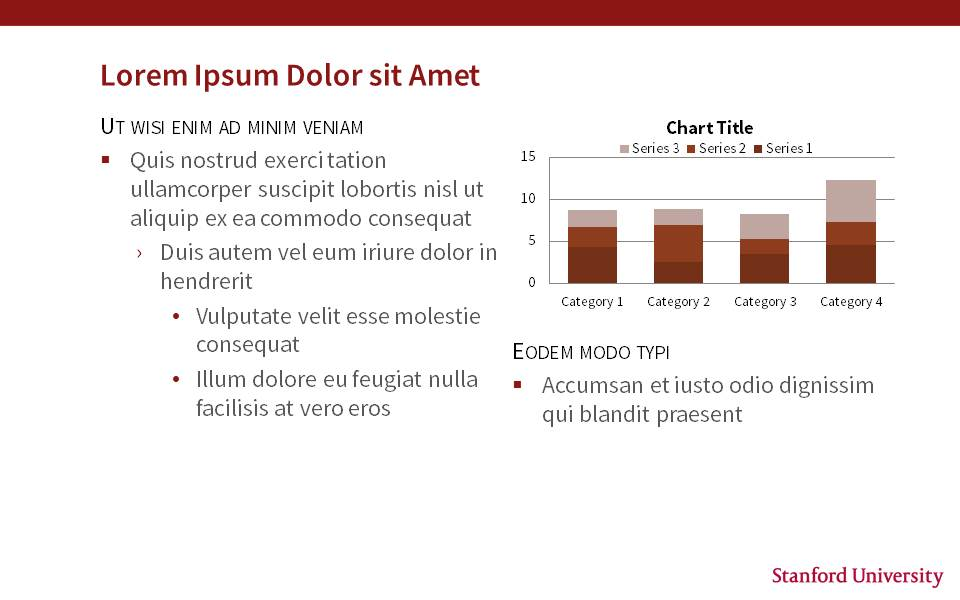 Lorem Ipsum Dolor sit Amet
Ut wisi enim ad minim veniam
▪ Quis nostrud exerci tation
ullamcorper suscipit lobortis nisl ut
aliquip ex ea commodo consequat
› Duis autem vel eum iriure dolor in
hendrerit
• Vulputate velit esse molestie
consequat
• Illum dolore eu feugiat nulla
facilisis at vero eros
Chart Title
Series 3 Series 2 Series 1
15
10
5
0
Category 1 Category 2 Category 3 Category 4
Eodem modo typi
▪ Accumsan et iusto odio dignissim
qui blandit praesent
Stanford University